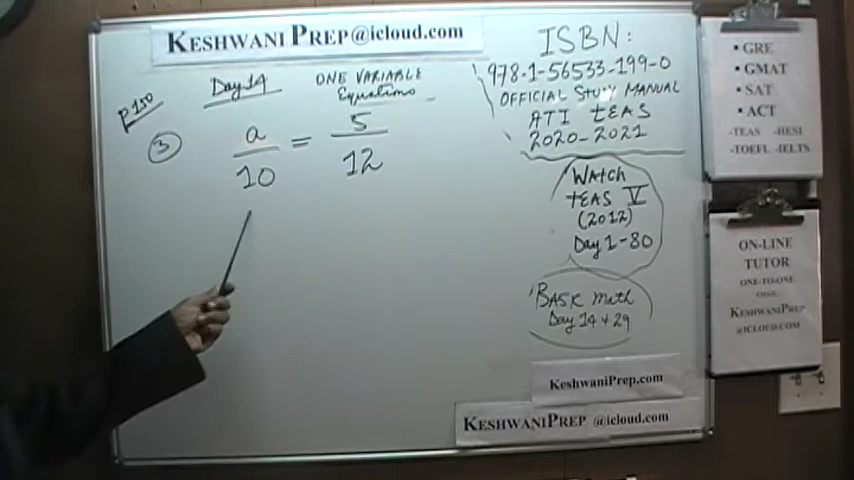 KESHWANI PREP@icloud.com
P150
Day 14
ONE VARIABLE
Equations
3
a
10
=
5
12
ISBN:
978-1-56533-199-0
OFFICIAL STUDY MANUAL
ATI TEAS
2020-2021
WATCH
TEAS V
(2012)
Day 1-80
BASIC Math
Day 14 & 29
KeshwaniPrep.com
KESHWANIPREP @icloud.com
• GRE
• GMAT
• SAT
• ACT
-TEAS -HESI
-TOEFL -IELTS
ON-LINE
TUTOR
ONE-TO-ONE
KESHWANIPREP
@ICLOUD.COM